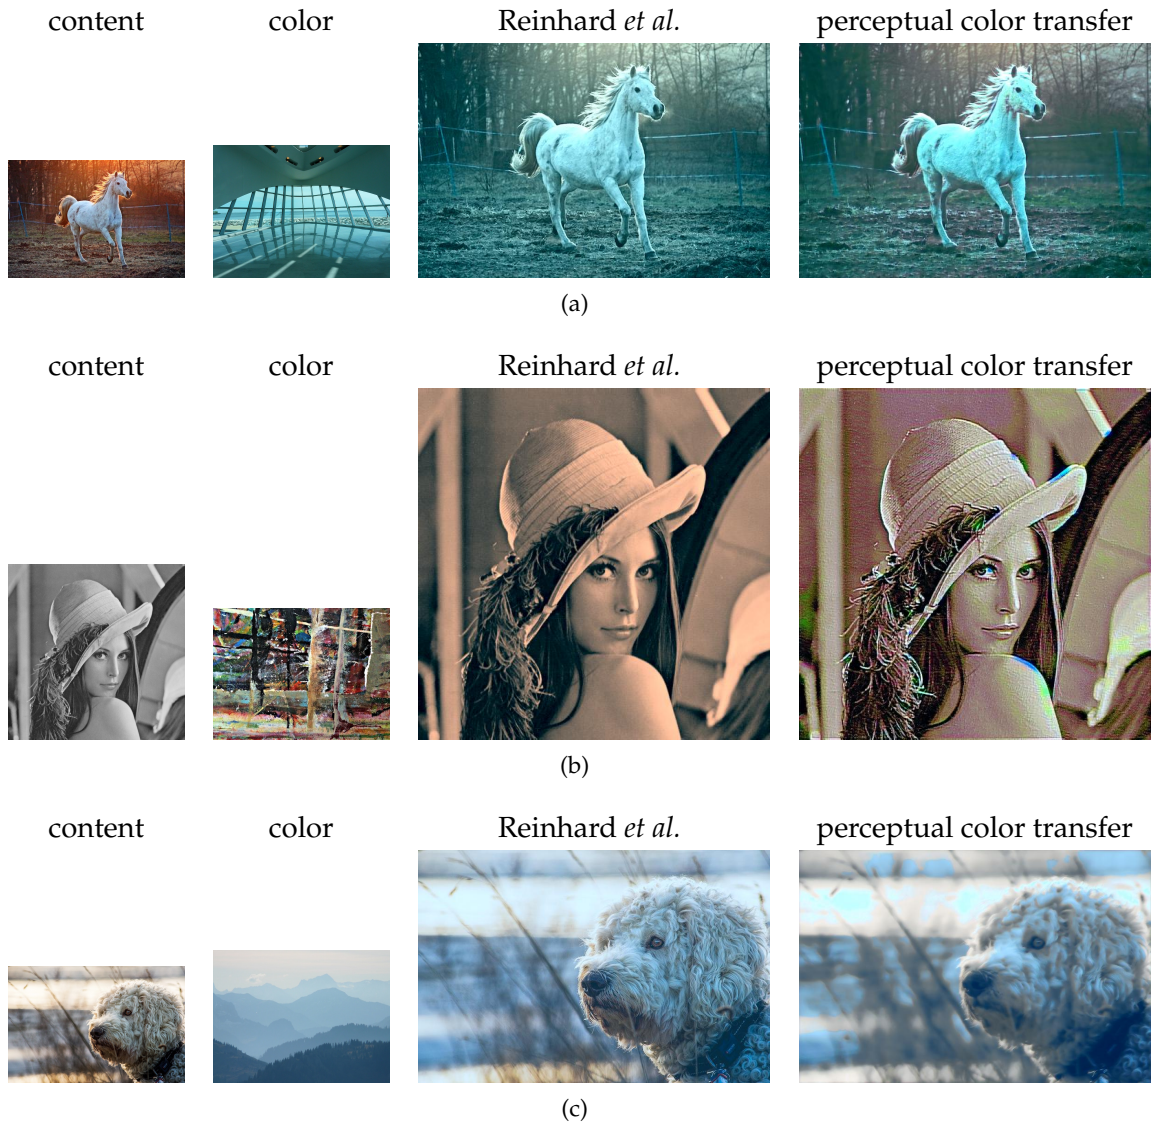 content color Reinhard et al. perceptual color transfer
(a)
content color Reinhard et al. perceptual color transfer
(b)
content color Reinhard et al. perceptual color transfer
(c)